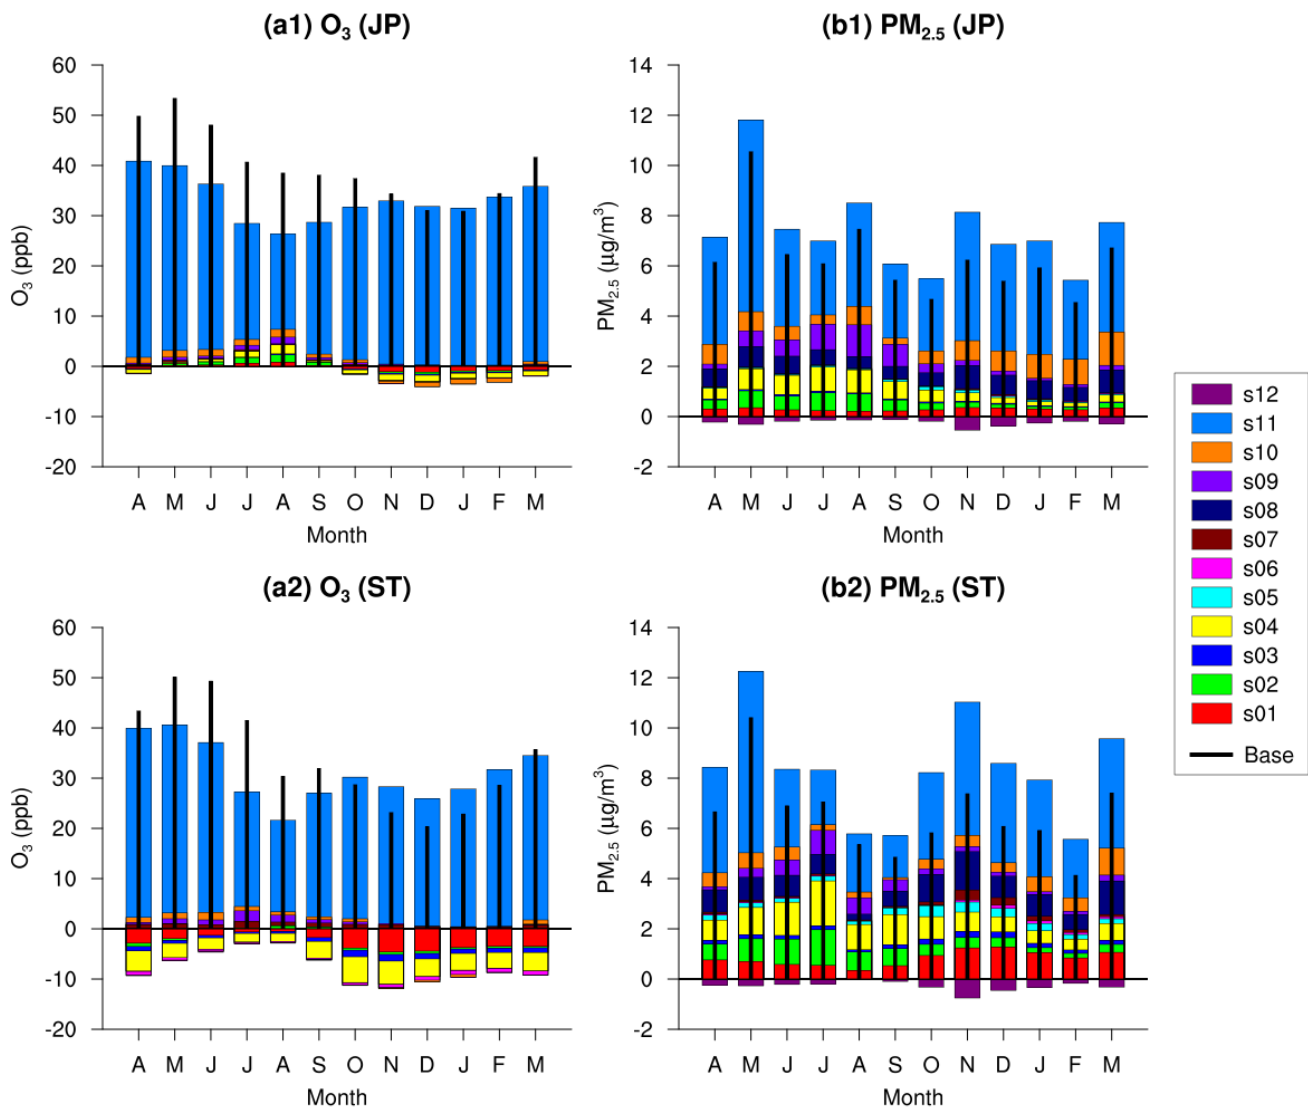 (a1) O3 (JP)
60
50
40
30
20
10
0
-10
-20
O3 (ppb)
A M J J A S O N D J F M
Month
(b1) PM2.5 (JP)
14
12
10
8
6
4
2
0
-2
PM2.5 (μg/m3)
A M J J A S O N D J F M
Month
(a2) O3 (ST)
60
50
40
30
20
10
0
-10
-20
O3 (ppb)
A M J J A S O N D J F M
Month
(b2) PM2.5 (ST)
14
12
10
8
6
4
2
0
-2
PM2.5 (μg/m3)
A M J J A S O N D J F M
Month
s12
s11
s10
s09
s08
s07
s06
s05
s04
s03
s02
s01
Base